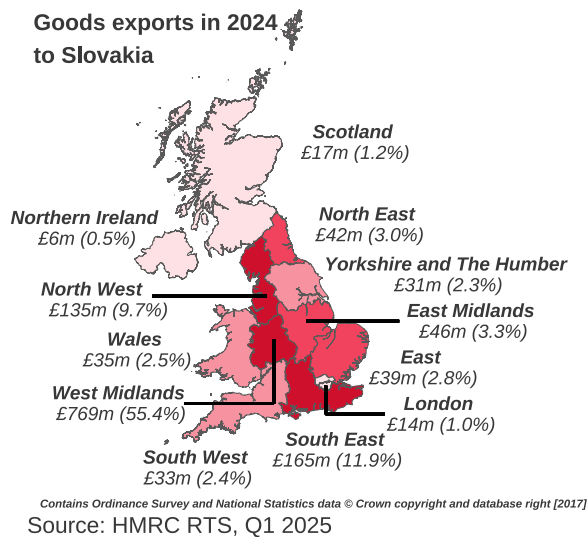 Goods exports in 2024
to Slovakia
Scotland
£17m (1.2%)
Northern Ireland
£6m (0.5%)
North East
£42m (3.0%)
Yorkshire and The Humber
£31m (2.3%)
North West
£135m (9.7%)
East Midlands
£46m (3.3%)
Wales
£35m (2.5%)
East
£39m (2.8%)
West Midlands
£769m (55.4%)
London
£14m (1.0%)
South East
£165m (11.9%)
South West
£33m (2.4%)
Contains Ordinance Survey and National Statistics data © Crown copyright and database right [2017]
Source: HMRC RTS, Q1 2025